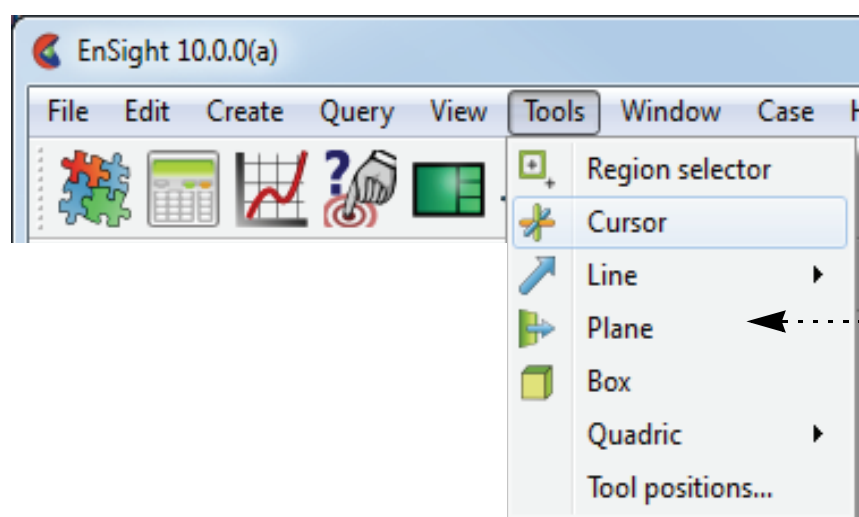 EnSight 10.0.0(a)
File Edit Create Query View Tools Window Case
Region selector
Cursor
Line
Plane
Box
Quadric
Tool positions...